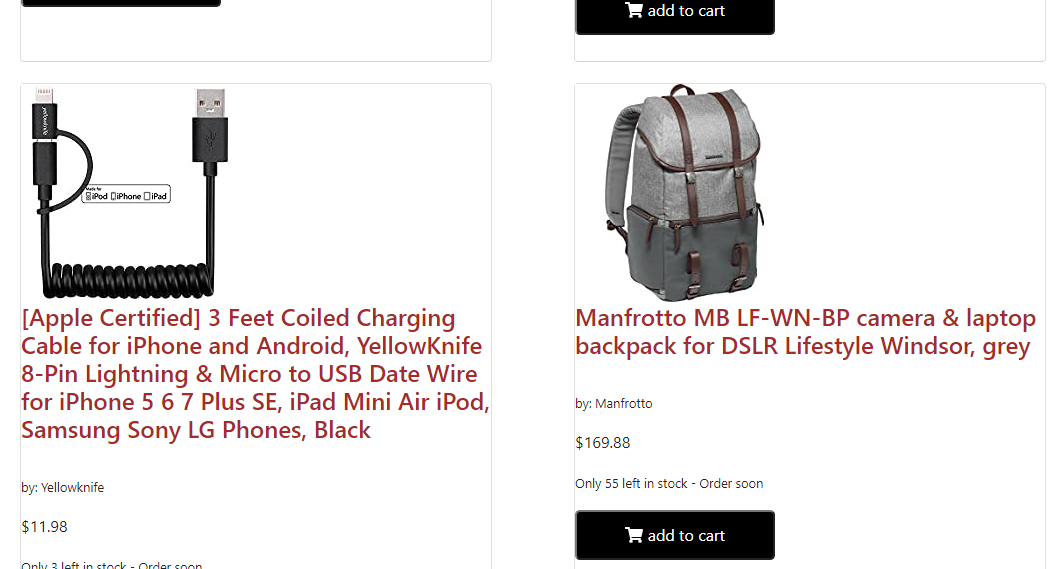 add to cart
yellowknife
Made for
iPod iPhone iPad
[Apple Certified] 3 Feet Coiled Charging
Cable for iPhone and Android, YellowKnife
8-Pin Lightning & Micro to USB Date Wire
for iPhone 5 6 7 Plus SE, iPad Mini Air iPod,
Samsung Sony LG Phones, Black
by: Yellowknife
$11.98
Only 3 left in stock - Order soon
Manfrotto MB LF-WN-BP camera & laptop
backpack for DSLR Lifestyle Windsor, grey
by: Manfrotto
$169.88
Only 55 left in stock - Order soon
add to cart